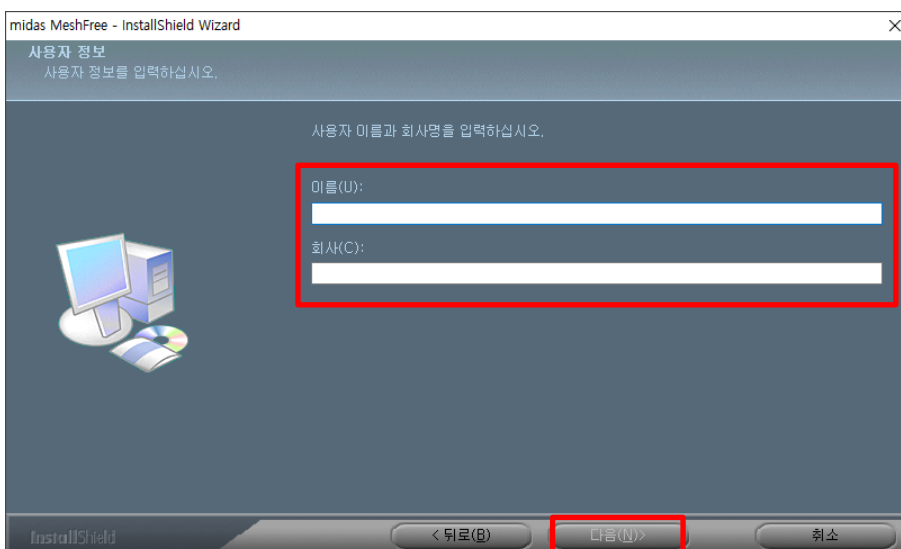 midas MeshFree - InstallShield Wizard
사용자 정보
사용자 정보를 입력하십시오.
사용자 이름과 회사명을 입력하십시오.
이름(U):
회사(C):
InstallShield
< 뒤로(B)
다음(N)>
취소